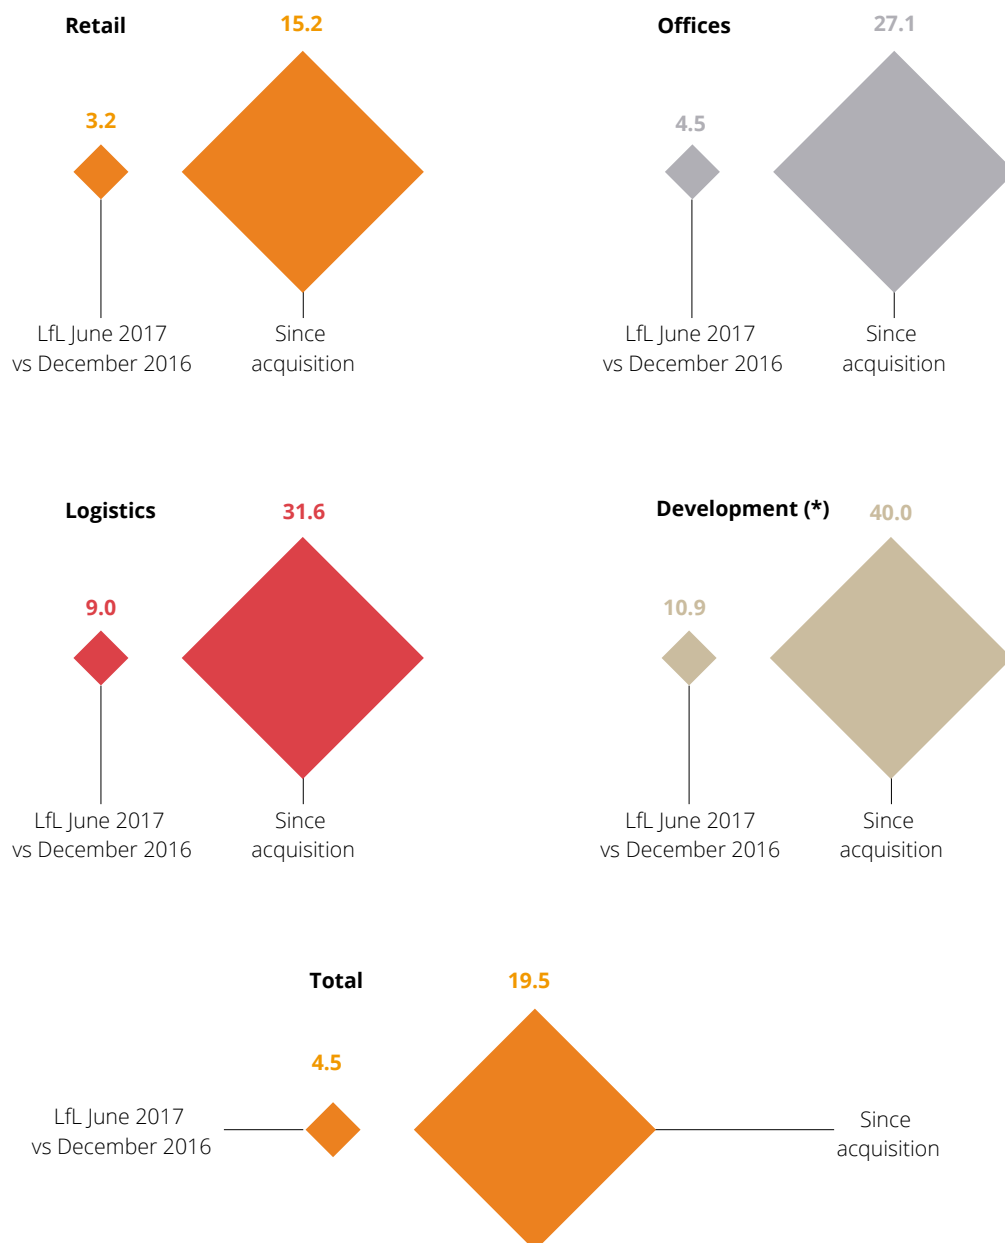 Retail
15.2
3.2
LfL June 2017
vs December 2016
Since
acquisition
Offices
27.1
4.5
LfL June 2017
vs December 2016
Since
acquisition
Logistics
31.6
9.0
LfL June 2017
vs December 2016
Since
acquisition
Development (*)
40.0
10.9
LfL June 2017
vs December 2016
Since
acquisition
Total
19.5
4.5
LfL June 2017
vs December 2016
Since
acquisition